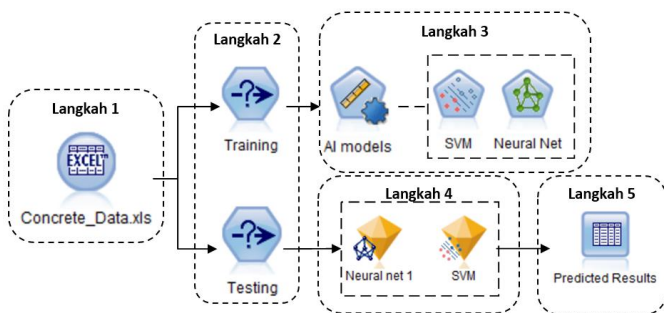 Langkah 1
EXCEL™
Concrete_Data.xls
Langkah 2
Training
Testing
Langkah 3
AI models
SVM
Neural Net
Langkah 4
Neural net 1
SVM
Langkah 5
Predicted Results